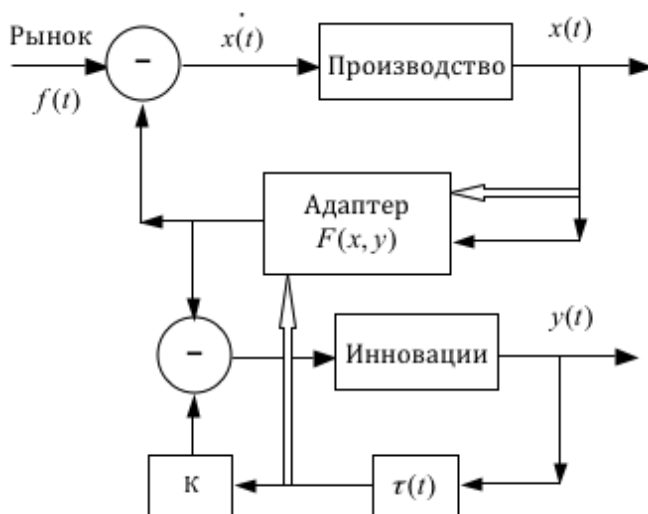 Рынок
f(t)
−
ẋ(t)
Производство
x(t)
Адаптер
F(x, y)
−
Инновации
y(t)
К
τ(t)